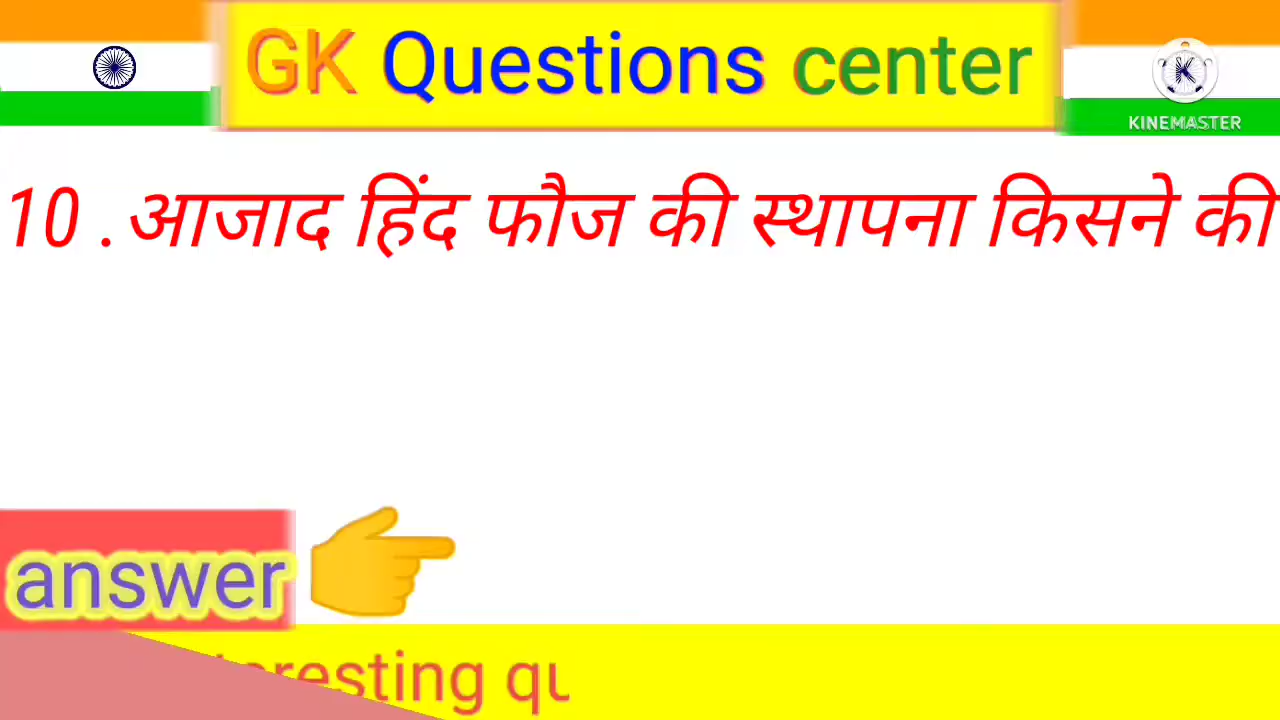 GK Questions center
KINEMASTER
10 . आजाद हिंद फौज की स्थापना किसने की
answer